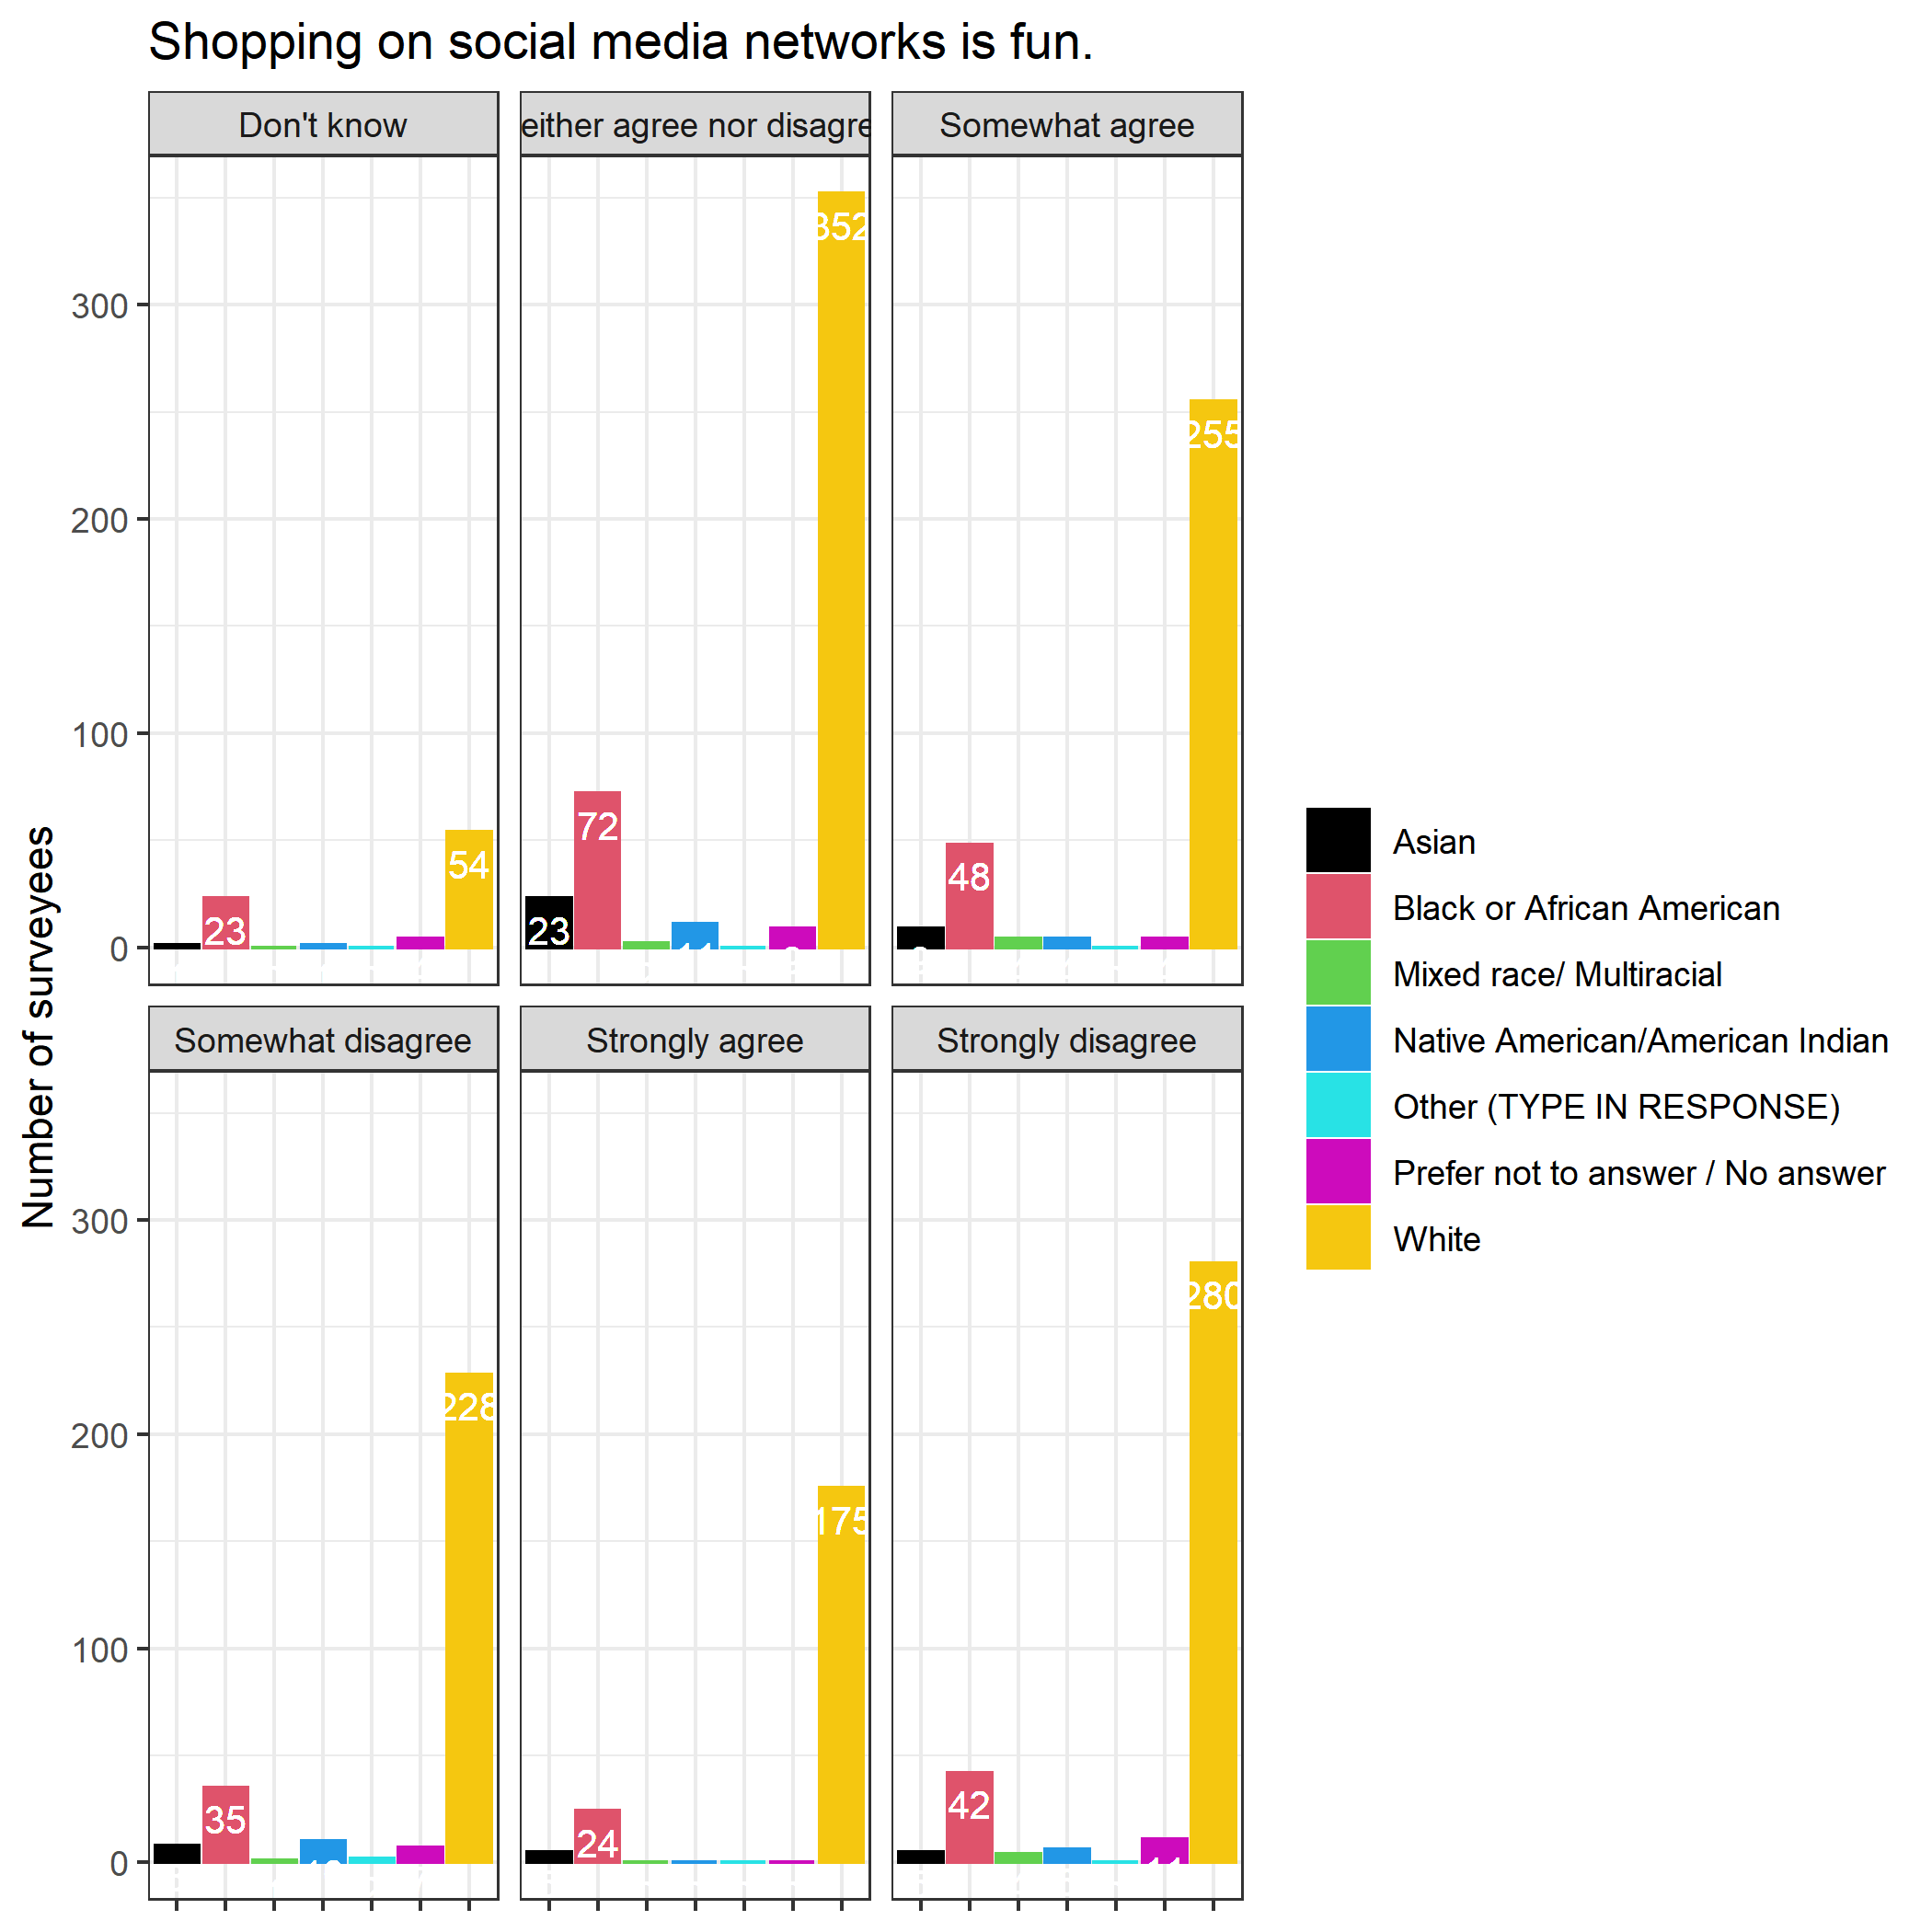 Shopping on social media networks is fun.
Don't know
either agree nor disagre
Somewhat agree
300
200
100
0
23
54
23
72
11
352
48
255
Somewhat disagree
Strongly agree
Strongly disagree
300
200
100
0
35
10
228
24
175
42
11
280
Number of surveyees
Asian
Black or African American
Mixed race/ Multiracial
Native American/American Indian
Other (TYPE IN RESPONSE)
Prefer not to answer / No answer
White